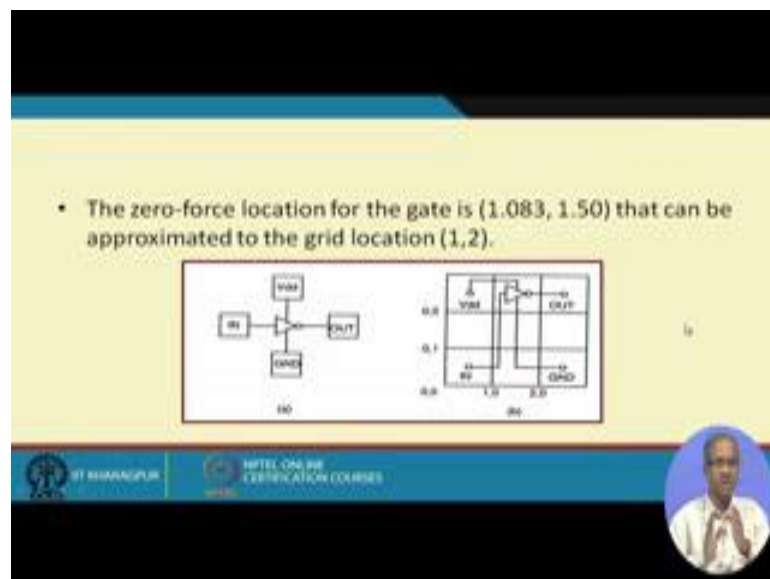 • The zero-force location for the gate is (1.083, 1.50) that can be
approximated to the grid location (1,2).
Vdd
IN
OUT
GND
(a)
Vdd
OUT
0,1
IN
GND
0,0
1,0
2,0
(b)
IIT KHARAGPUR
NPTEL ONLINE
CERTIFICATION COURSES
NPTEL